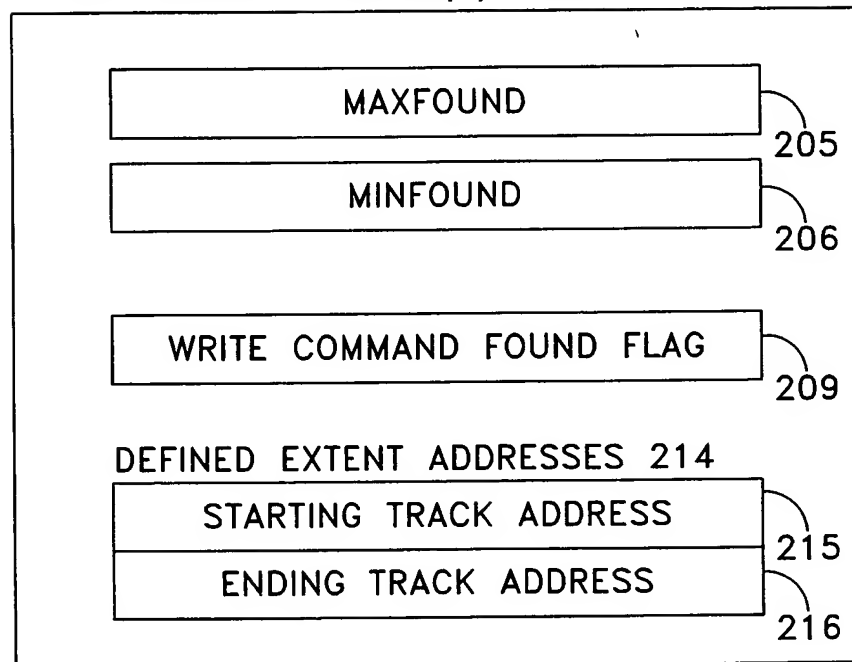 MAXFOUND
205
MINFOUND
206
WRITE COMMAND FOUND FLAG
209
DEFINED EXTENT ADDRESSES 214
STARTING TRACK ADDRESS
215
ENDING TRACK ADDRESS
216